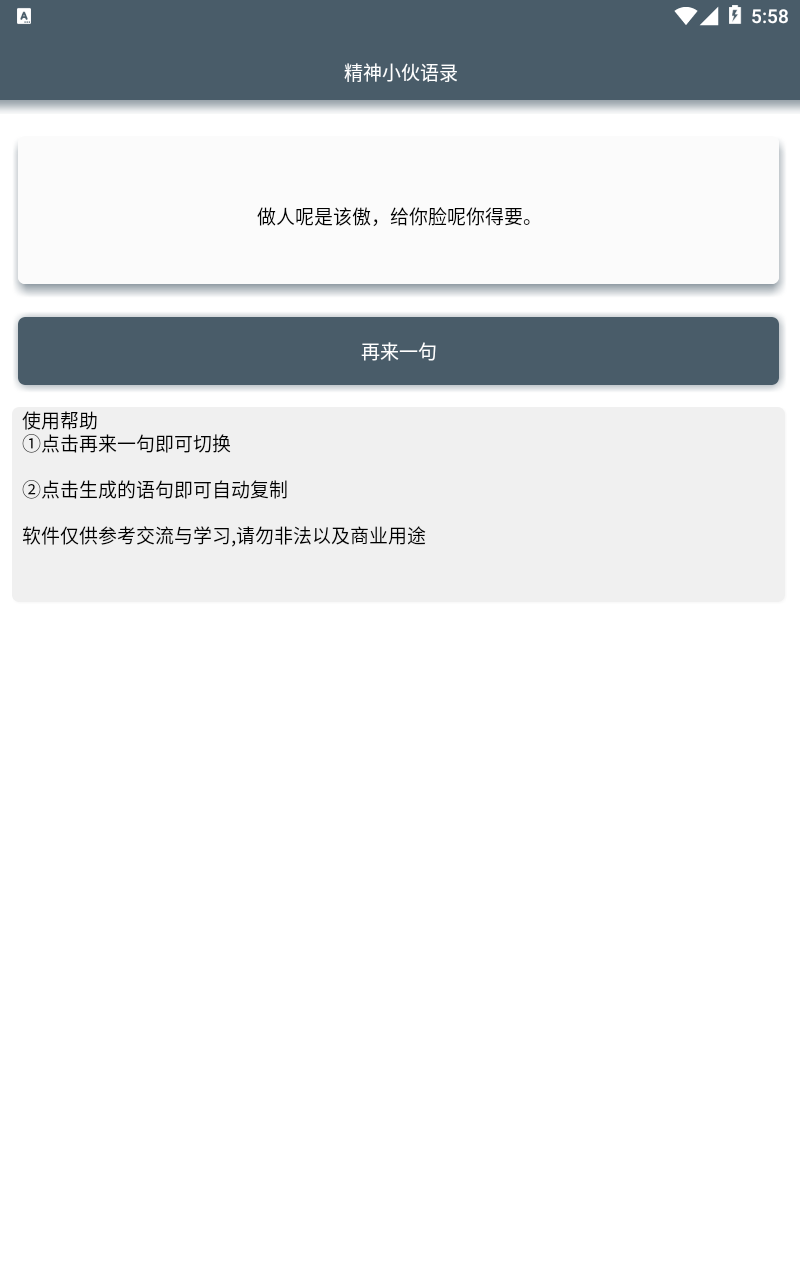 5:58
精神小伙语录
做人呢是该傲，给你脸呢你得要。
再来一句
使用帮助
①点击再来一句即可切换
②点击生成的语句即可自动复制
软件仅供参考交流与学习,请勿非法以及商业用途